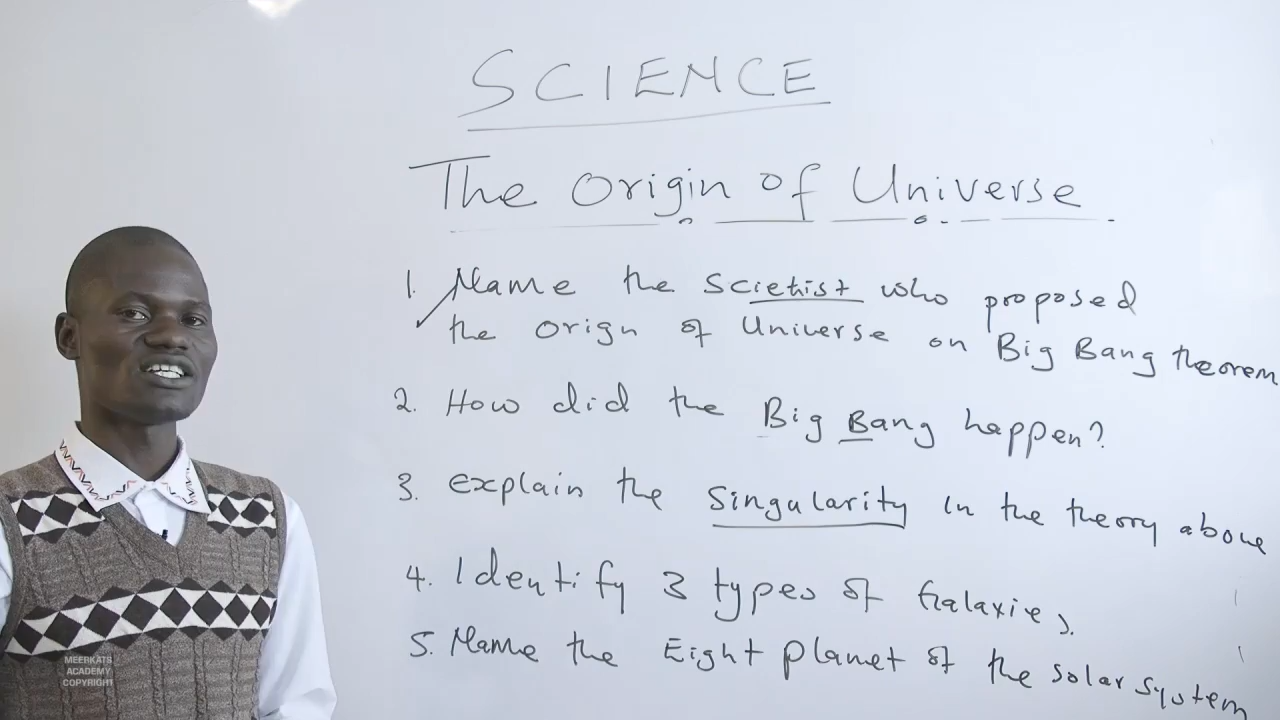 SCIENCE
The Origin of Universe
1. Name the Scietist who proposed
the Orign of Universe on Big Bang theorem
2. How did the Big Bang happen?
3. explain the Singularity in the theory above
4. Identify 3 types of Galaxies.
5. Name the Eight planet of the solar system
MEERKATS
ACADEMY
COPYRIGHT